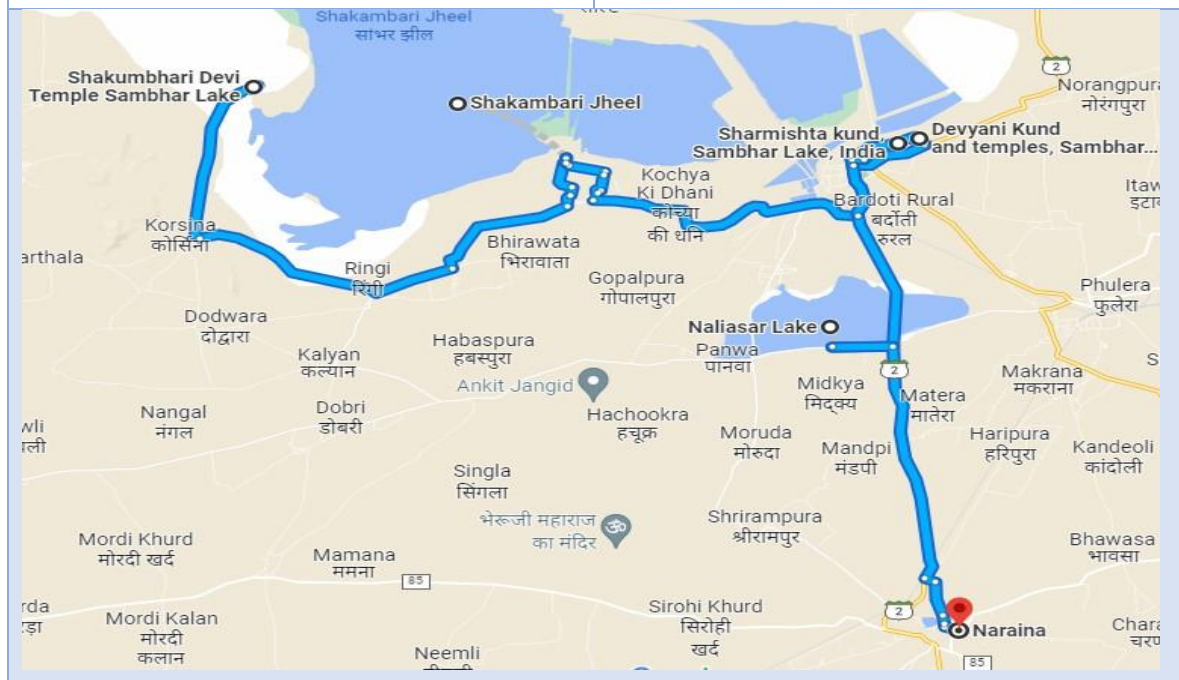 Shakambari Jheel
सांभर झील
2
Shakumbhari Devi
Temple Sambhar Lake
Shakambari Jheel
Norangpura
नोरंगपुरा
Sharmishta kund,
Sambhar Lake, India
Devyani Kund
and temples, Sambhar...
Kochya
Ki Dhani
कोच्या
की धनि
Itaw
Bardoti Rural
बर्दोती
रुरल
Korsina
कोर्सिना
arthala
Bhirawata
भिरावाता
Ringi
रिंगी
Gopalpura
गोपालपुरा
Phulera
फुलेरा
Dodwara
दोद्वारा
Naliasar Lake
Habaspura
हबस्पुरा
Kalyan
कल्याण
Panwa
पानवा
2
Makrana
मकराना
Ankit Jangid
Midkya
मिद्क्य
Matera
मातेरा
Nangal
नंगल
Dobri
डोबरी
Hachookra
हचूक्र
Moruda
मोरुदा
Mandpi
मंडपी
Haripura
हरिपुरा
Kandeoli
कांदोली
Singla
सिंगला
Shrirampura
श्रीरामपुर
भेरूजी महाराज
का मंदिर
Mordi Khurd
मोरदी खर्द
Mamana
ममना
85
Bhawasa
भावसा
Sirohi Khurd
सिरोही
खर्द
2
Mordi Kalan
मोरदी
कलान
Naraina
Neemli
85